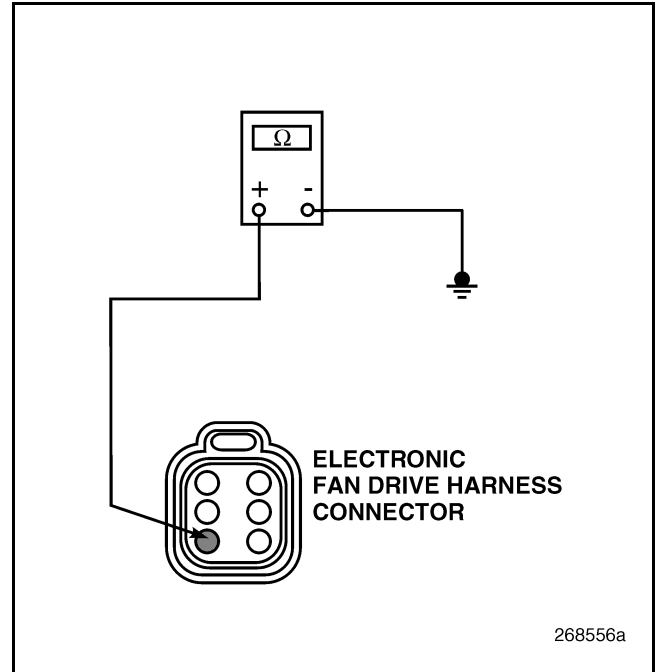 Ω
+ -
ELECTRONIC
FAN DRIVE HARNESS
CONNECTOR
268556a